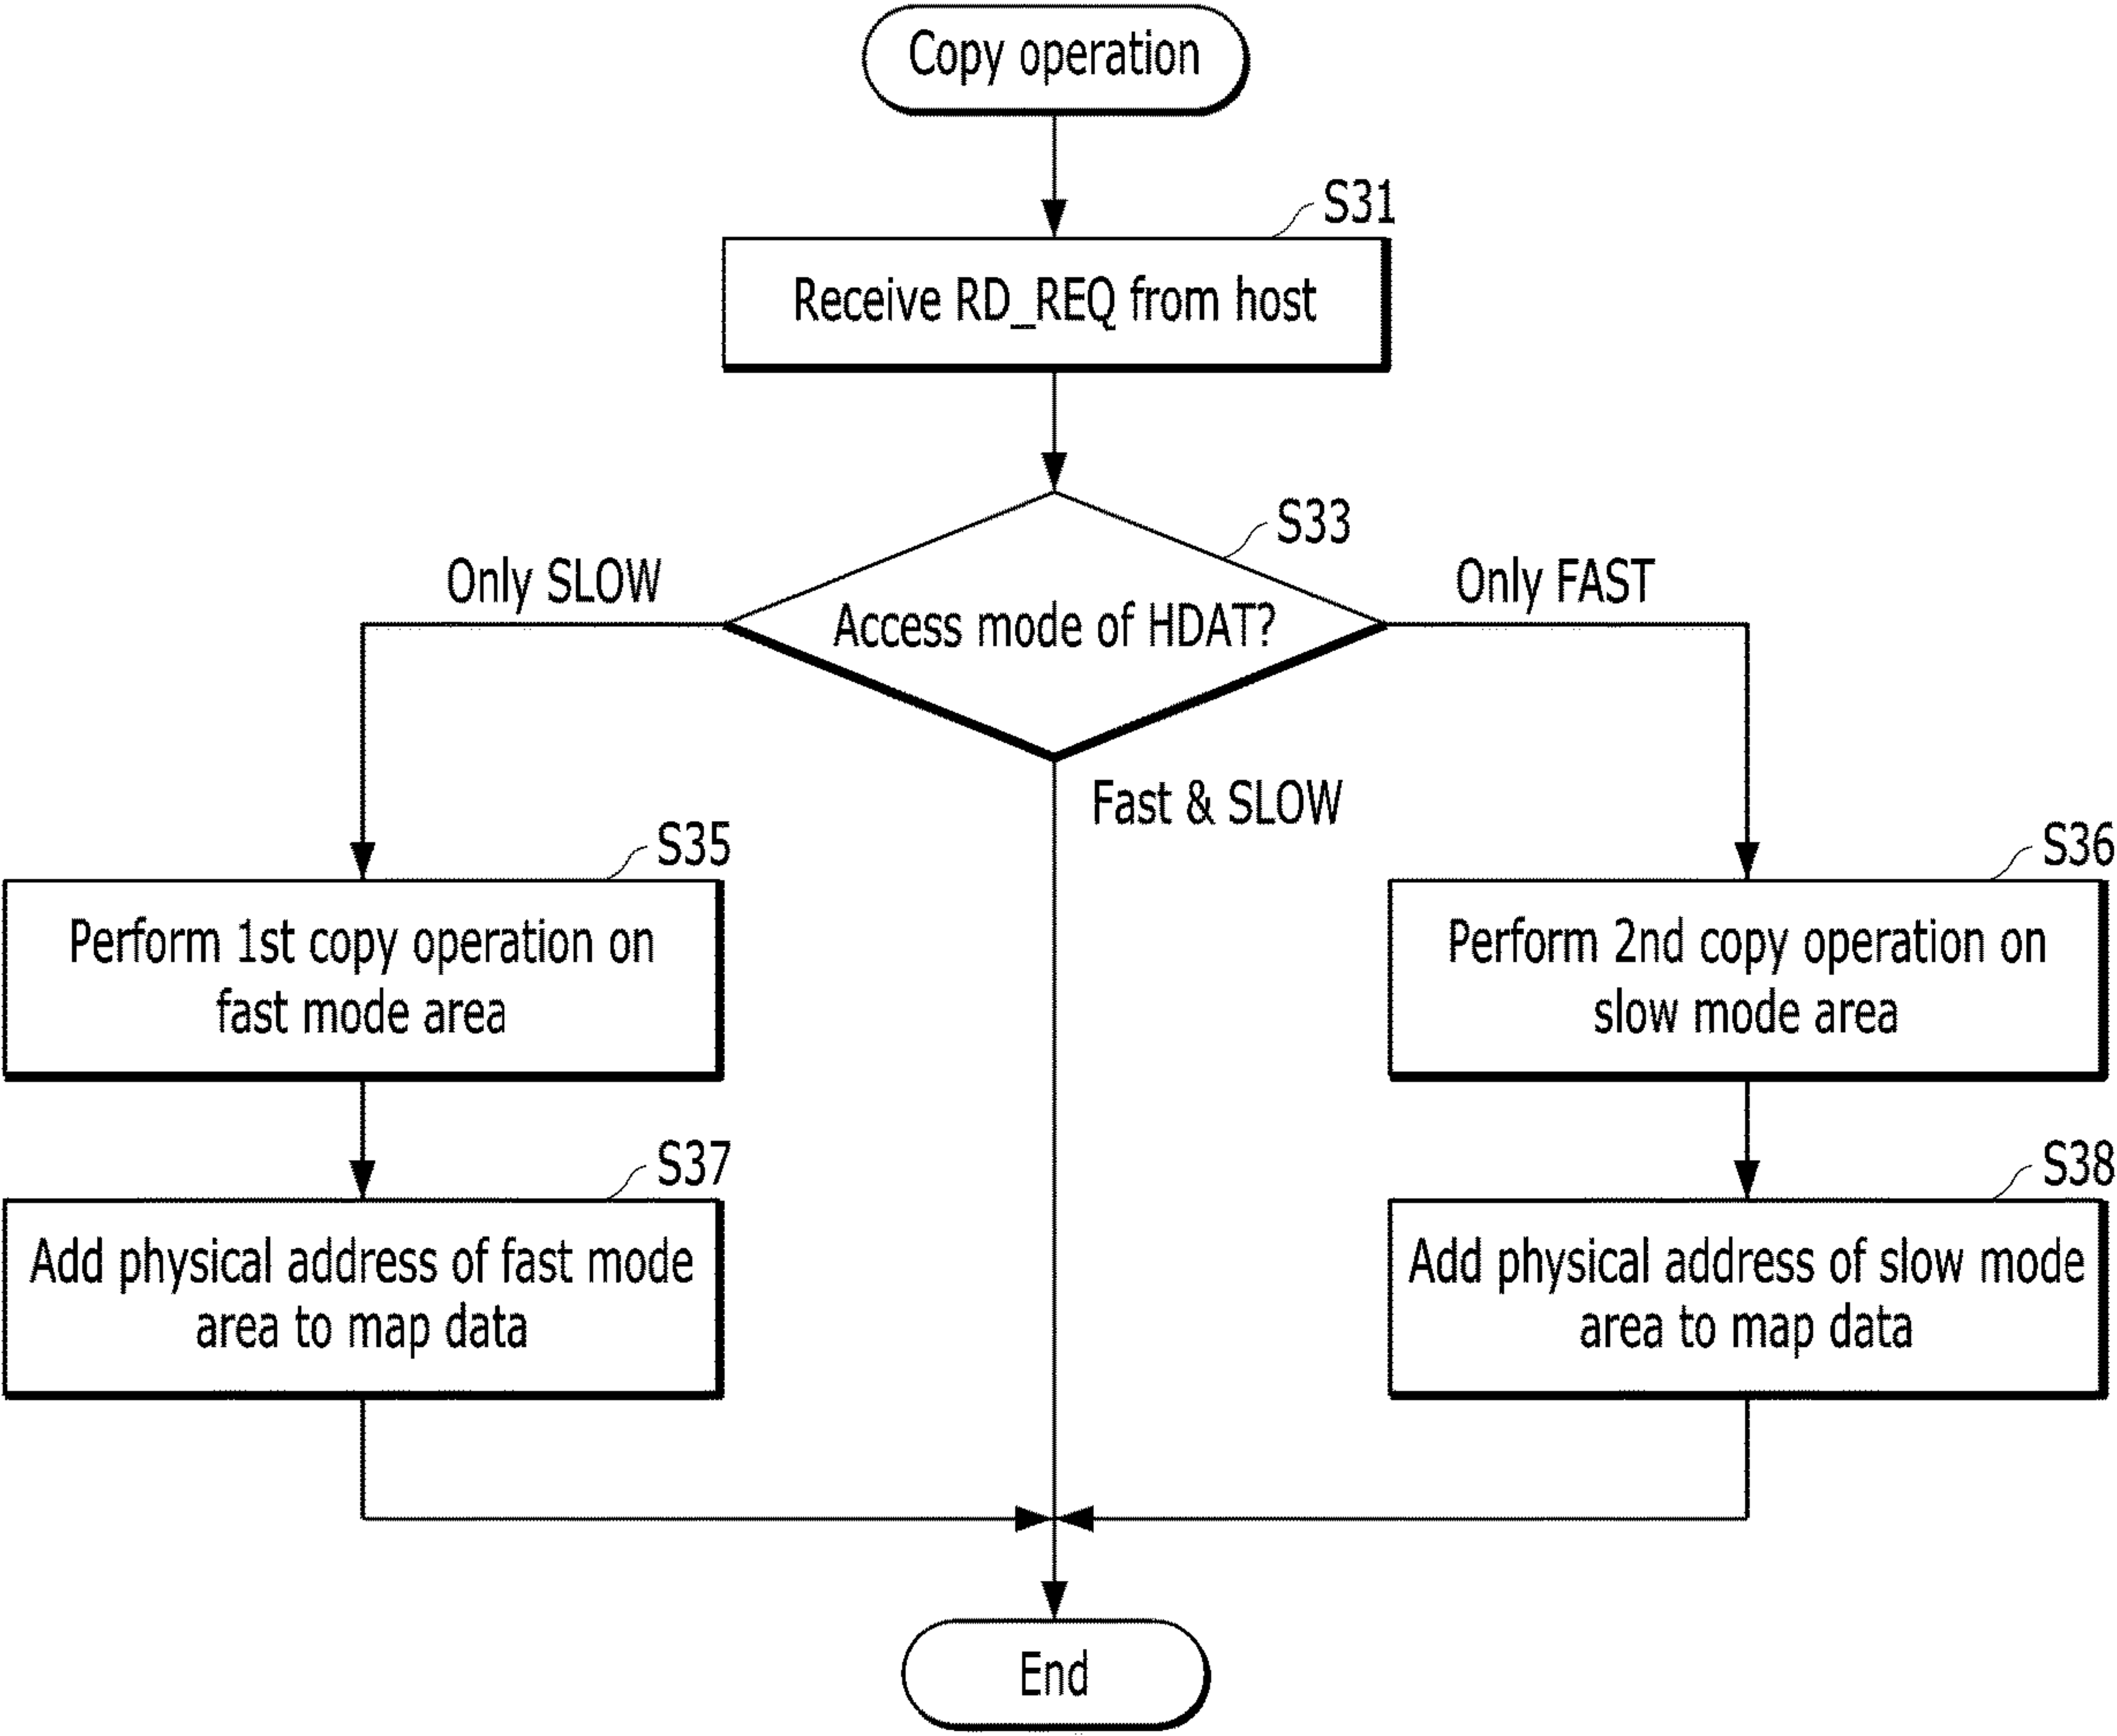 Copy operation
S31
Receive RD_REQ from host
S33
Only SLOW
Only FAST
Access mode of HDAT?
Fast & SLOW
S35
S36
Perform 1st copy operation on
fast mode area
Perform 2nd copy operation on
slow mode area
S37
S38
Add physical address of fast mode
area to map data
Add physical address of slow mode
area to map data
End